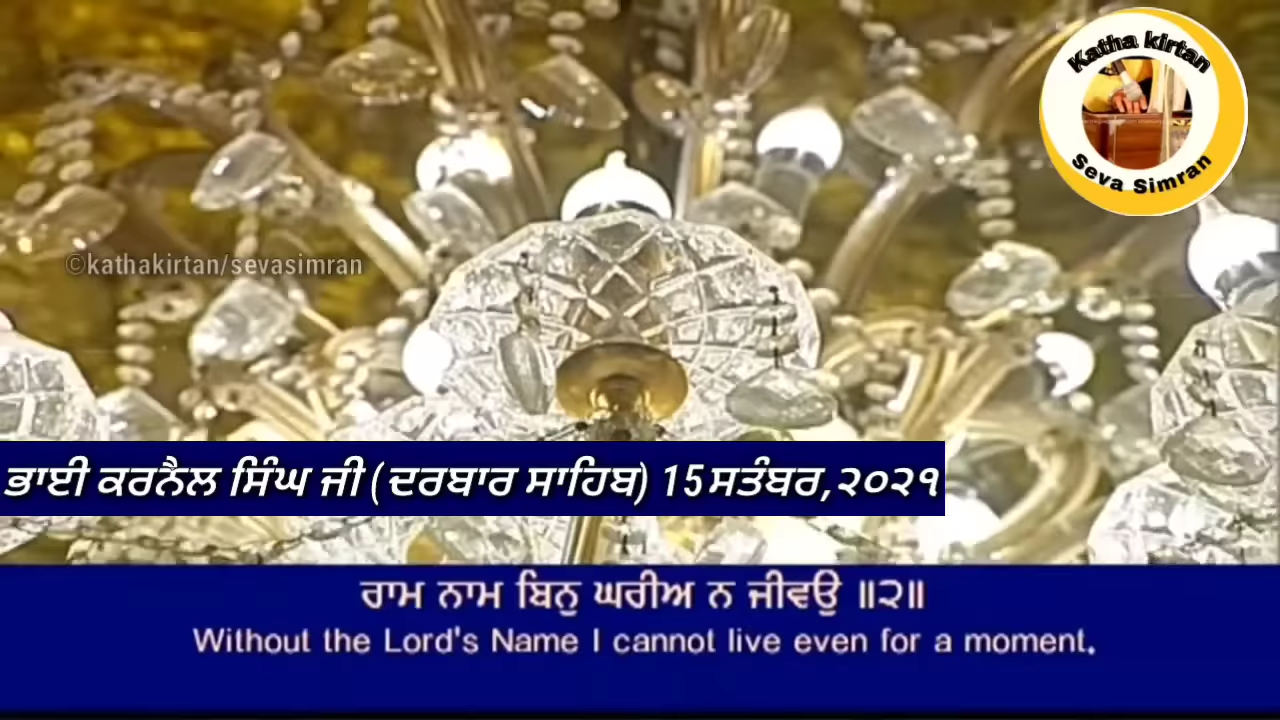 Katha kirtan
Seva Simran
©kathakirtan/sevasimran
ਭਾਈ ਕਰਨੈਲ ਸਿੰਘ ਜੀ (ਦਰਬਾਰ ਸਾਹਿਬ) 15 ਸਤੰਬਰ,੨੦੨੧
ਰਾਮ ਨਾਮ ਬਿਨੁ ਘਰੀਅ ਨ ਜੀਵਉ ॥੨॥
Without the Lord's Name I cannot live even for a moment.